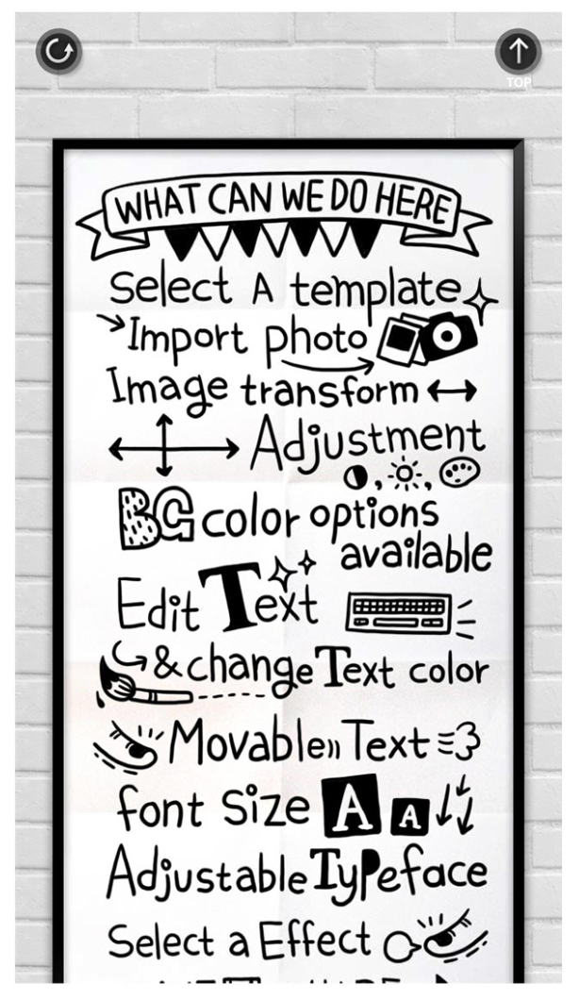 TOP
WHAT CAN WE DO HERE
Select A template
Import photo
Image transform
Adjustment
BG color options
available
Edit Text
& change Text color
Movable Text
font Size A A
Adjustable Typeface
Select a Effect